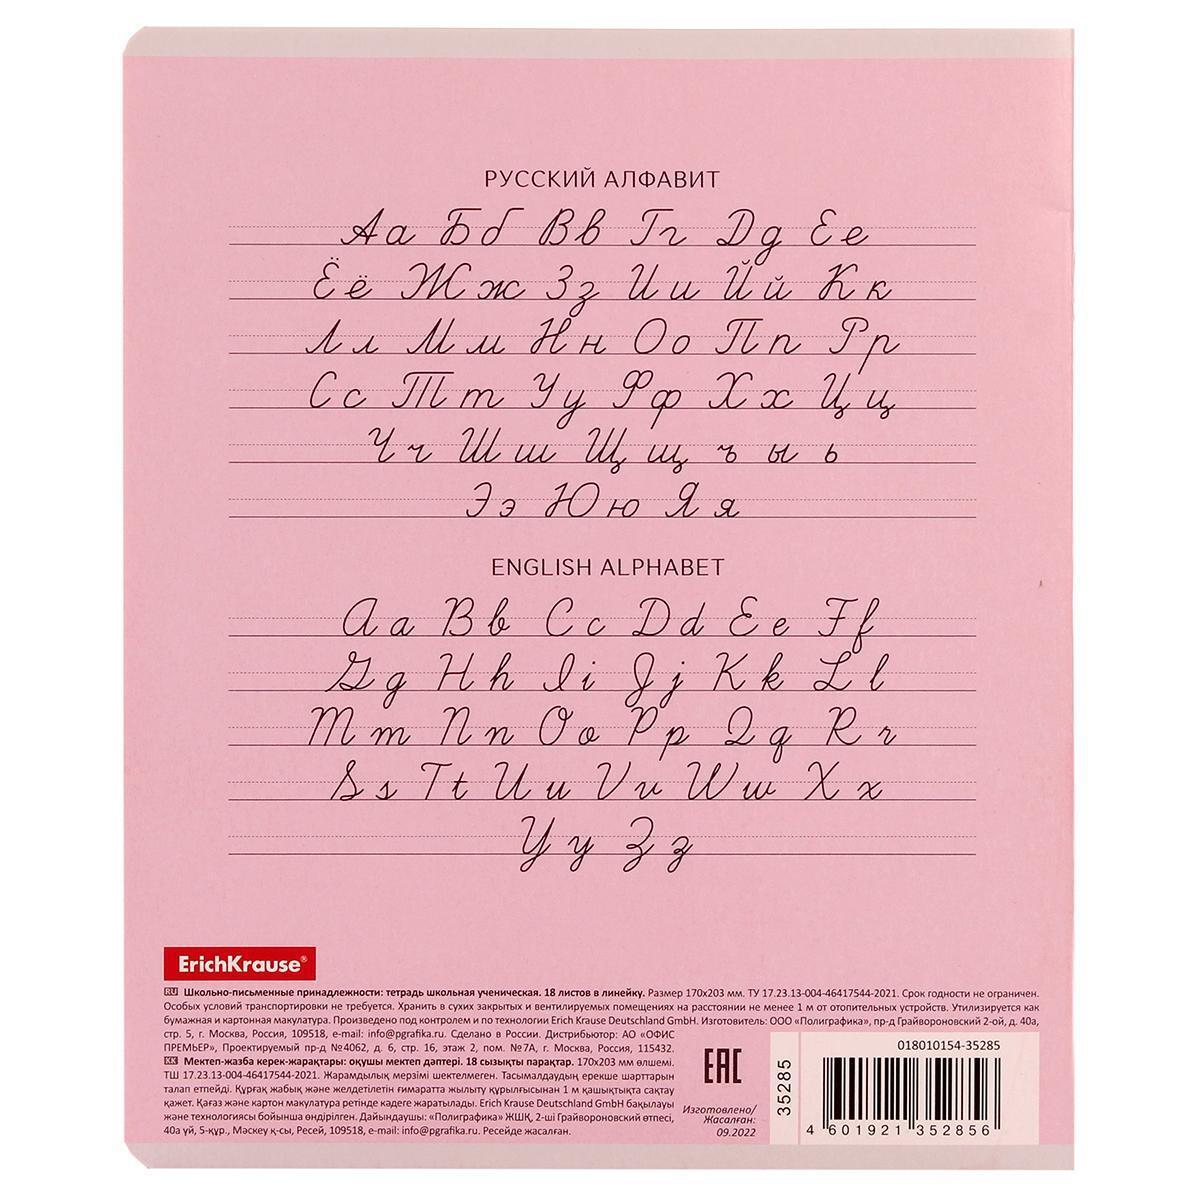 РУССКИЙ АЛФАВИТ
Аа Бб Вв Гг Дд Ее
Ёё Жж Зз Ии Йй Кк
Лл Мм Нн Оо Пп Рр
Сс Тт Уу Фф Хх Цц
Чч Шш Щщ ъ ы ь
Ээ Юю Яя
ENGLISH ALPHABET
Aa Bb Cc Dd Ee Ff
Gg Hh Ii Jj Kk Ll
Mm Nn Oo Pp Qq Rr
Ss Tt Uu Vv Ww Xx
Yy Zz
ErichKrause®
RU Школьно-письменные принадлежности: тетрадь школьная ученическая. 18 листов в линейку. Размер 170х203 мм. ТУ 17.23.13-004-46417544-2021. Срок годности не ограничен.
Особых условий транспортировки не требуется. Хранить в сухих закрытых и вентилируемых помещениях на расстоянии не менее 1 м от отопительных устройств. Утилизируется как
бумажная и картонная макулатура. Произведено под контролем и по технологии Erich Krause Deutschland GmbH. Изготовитель: ООО «Полиграфика», пр-д Грайвороновский 2-ой, д. 40а,
стр. 5, г. Москва, Россия, 109518, e-mail: info@pgrafika.ru. Сделано в России. Дистрибьютор: АО «ОФИС
ПРЕМЬЕР», Проектируемый пр-д №4062, д. 6, стр. 16, этаж 2, пом. №7А, г. Москва, Россия, 115432.
KK Мектеп-жазба керек-жарақтары: оқушы мектеп дәптері. 18 сызықты парақтар. 170х203 мм өлшемі.
ТШ 17.23.13-004-46417544-2021. Жарамдылық мерзімі шектелмеген. Тасымалдаудың ерекше шарттарын
талап етпейді. Құрғақ жабық және желдетілетін ғимаратта жылыту құрылғысынан 1 м қашықтықта сақтау
қажет. Қағаз және картон макулатура ретінде кәдеге жаратылады. Erich Krause Deutschland GmbH бақылауы
және технологиясы бойынша өндірілген. Дайындаушы: «Полиграфика» ЖШҚ, 2-ші Грайвороновский өтпесі,
40а үй, 5-құр., Мәскеу қ-сы, Ресей, 109518, e-mail: info@pgrafika.ru. Ресейде жасалған.
EAC
Изготовлено/
Жасалған:
09.2022
35285
018010154-35285
4 601921 352856